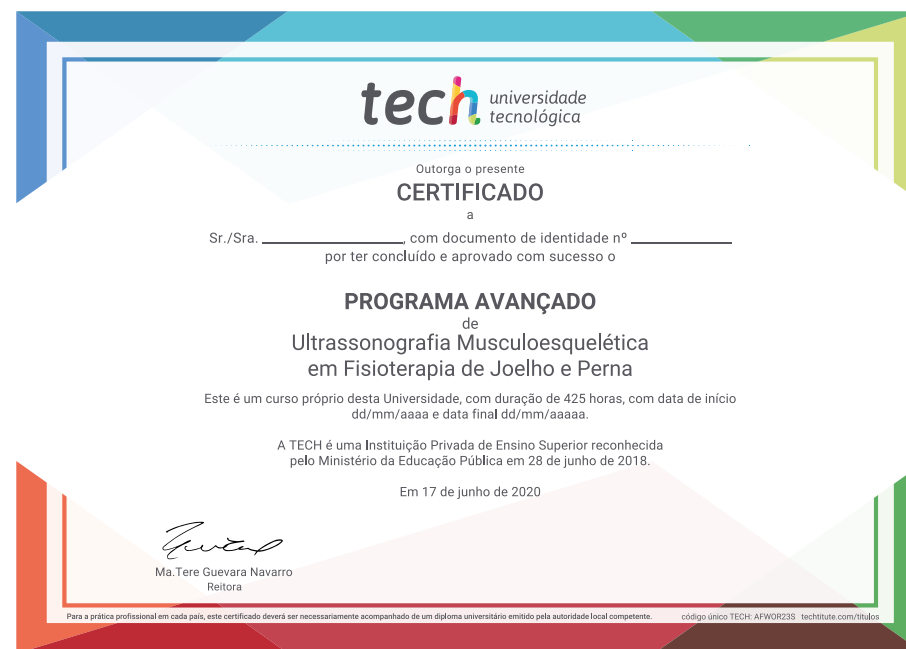 tech universidade
tecnológica
Outorga o presente
CERTIFICADO
a
Sr./Sra. ________________, com documento de identidade nº ____________
por ter concluído e aprovado com sucesso o
PROGRAMA AVANÇADO
de
Ultrassonografia Musculoesquelética
em Fisioterapia de Joelho e Perna
Este é um curso próprio desta Universidade, com duração de 425 horas, com data de início
dd/mm/aaaa e data final dd/mm/aaaaa.
A TECH é uma Instituição Privada de Ensino Superior reconhecida
pelo Ministério da Educação Pública em 28 de junho de 2018.
Em 17 de junho de 2020
Ma.Tere Guevara Navarro
Reitora
Para a prática profissional em cada país, este certificado deverá ser necessariamente acompanhado de um diploma universitário emitido pela autoridade local competente. código único TECH: AFWOR23S techtitute.com/titulos